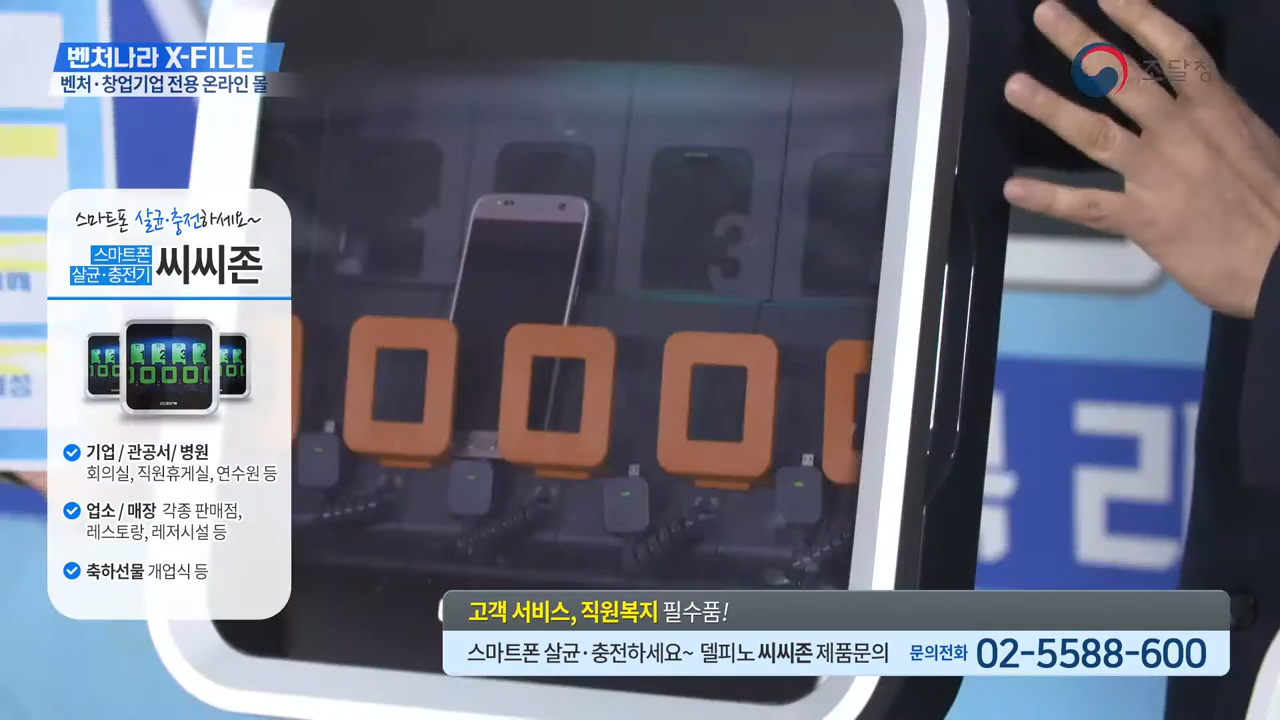 벤처나라 X-FILE
벤처·창업기업 전용 온라인 몰
조달청
스마트폰 살균·충전하세요~
스마트폰
살균·충전기
씨씨존
기업 / 관공서 / 병원
회의실, 직원휴게실, 연수원 등
업소 / 매장 각종 판매점,
레스토랑, 레저시설 등
축하선물 개업식 등
1
3
고객 서비스, 직원복지 필수품!
스마트폰 살균·충전하세요~ 델피노 씨씨존 제품문의 문의전화 02-5588-600